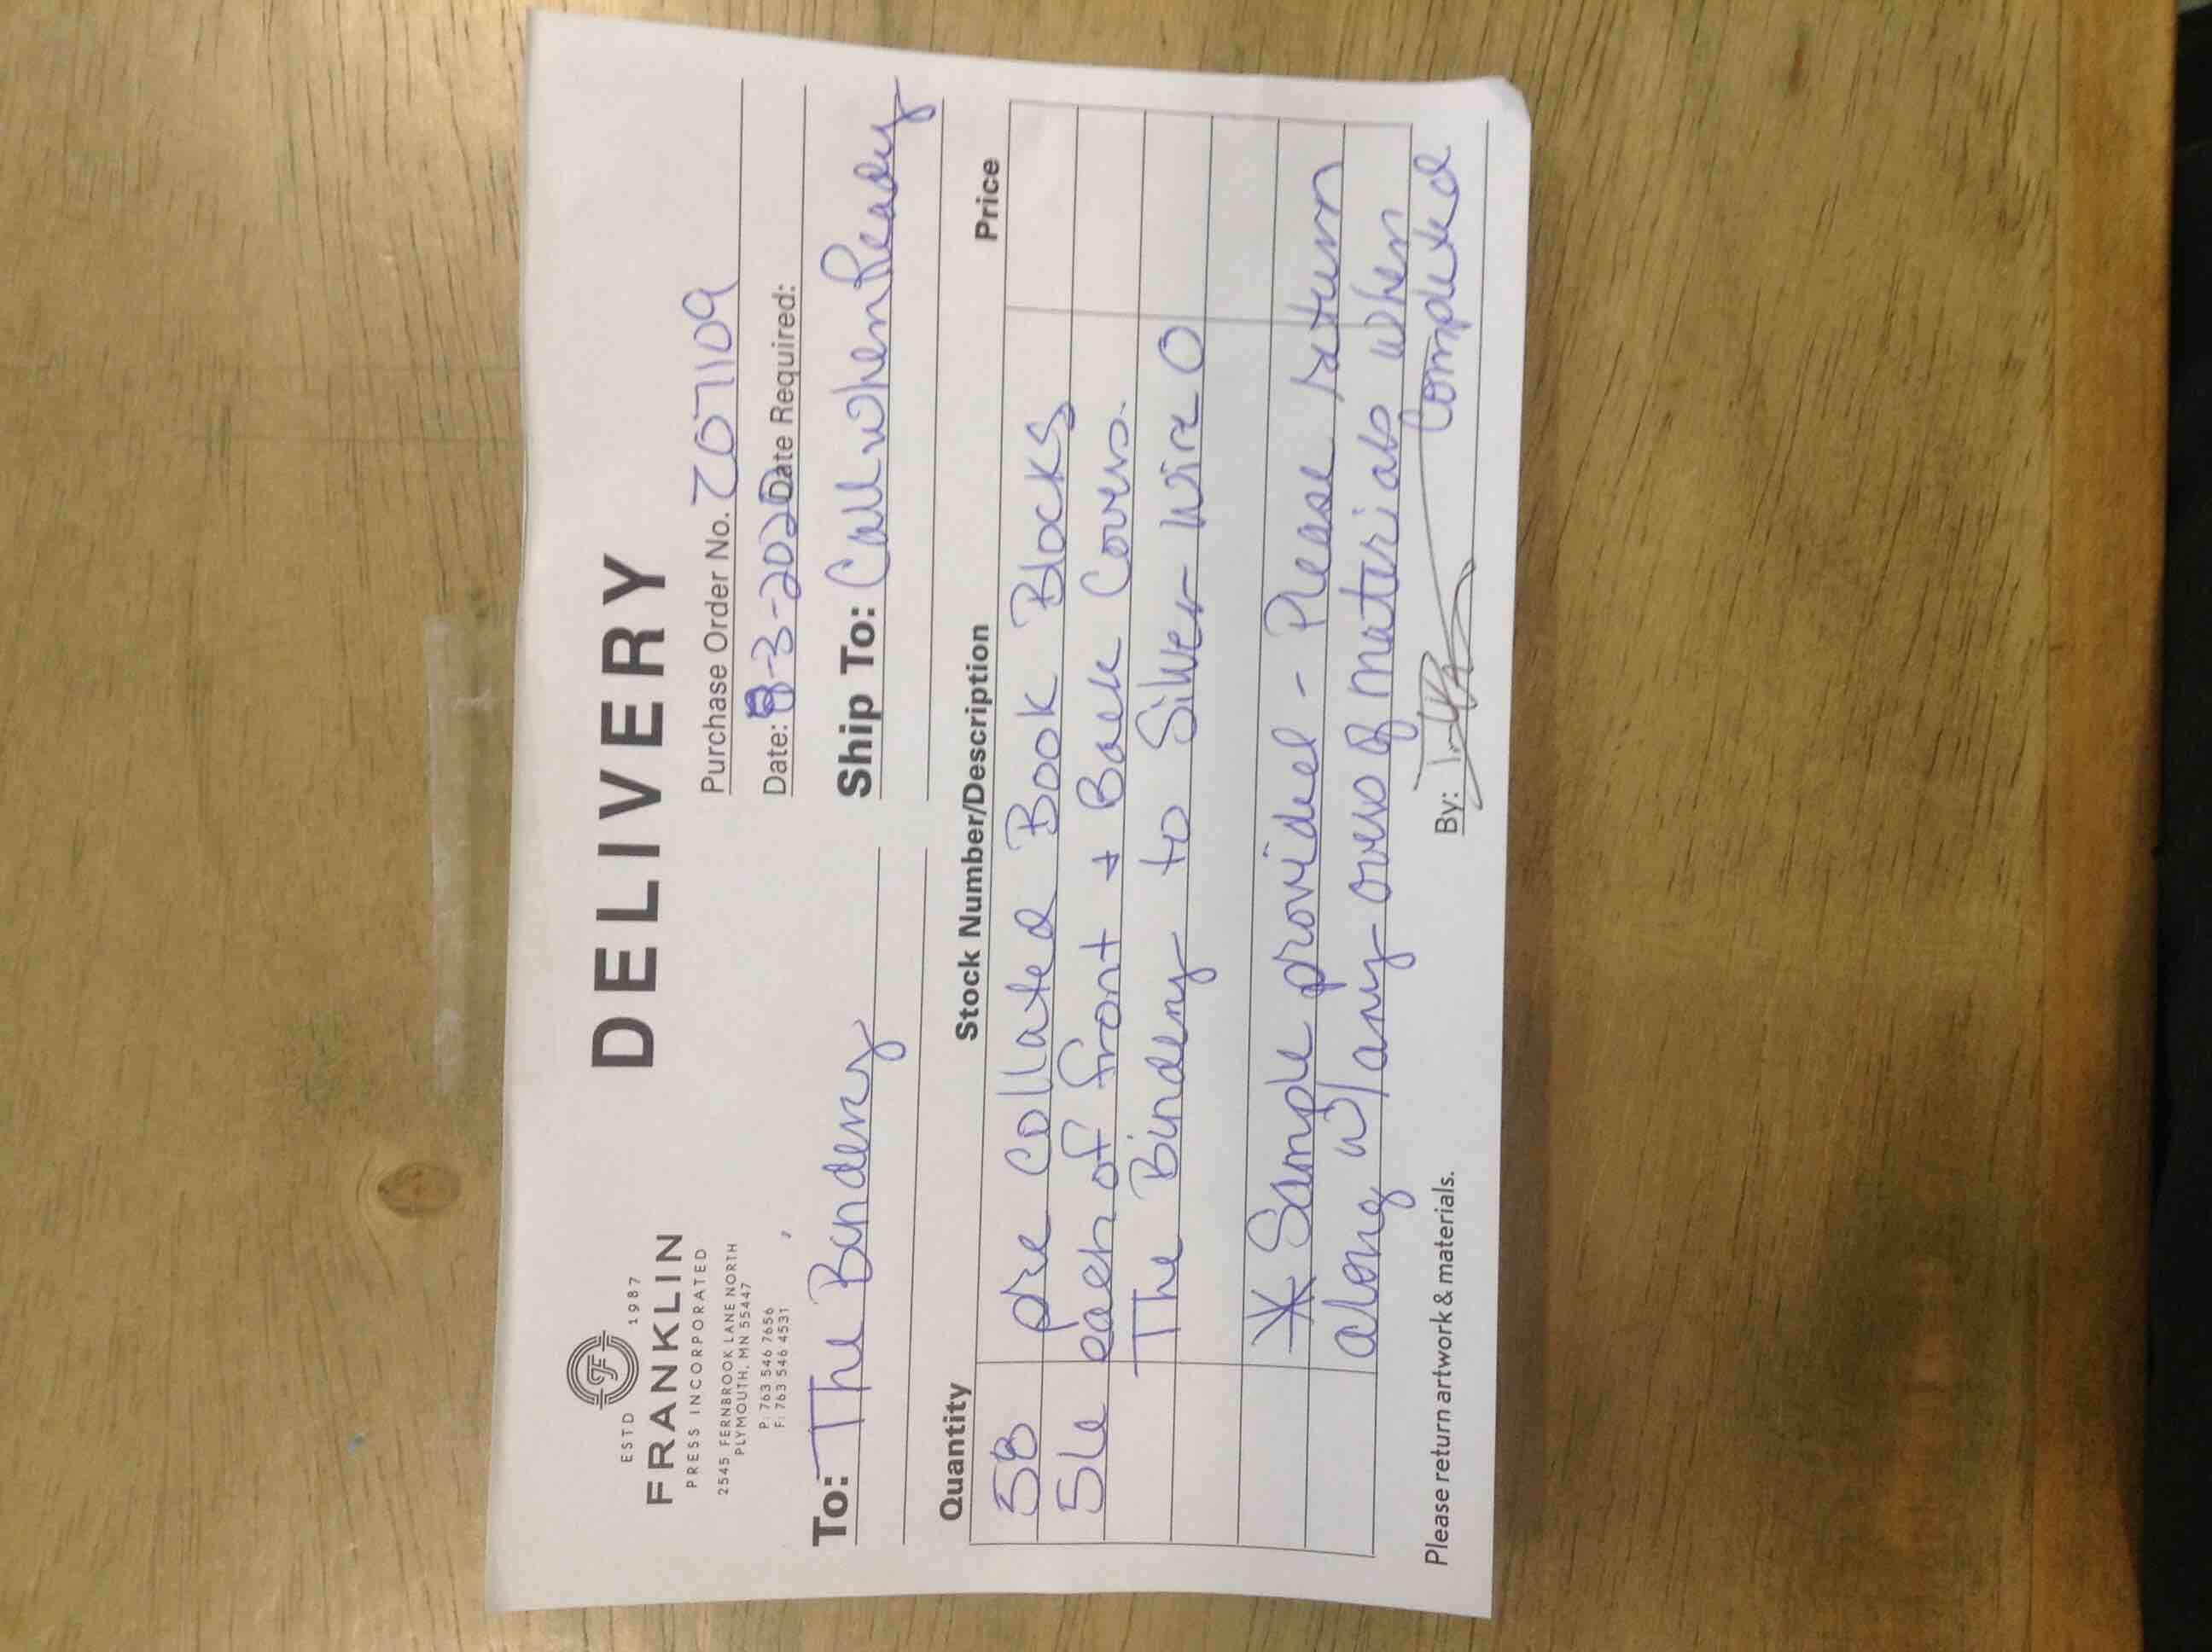 ESTD 1987
FRANKLIN
PRESS INCORPORATED
2545 FERNBROOK LANE NORTH
PLYMOUTH, MN 55447
P: 763 546 7656
F: 763 546 4531
DELIVERY
Purchase Order No. 207109
Date: 8-3-2020 Date Required:
To: The Bindery
Ship To: Call when Ready
Quantity Stock Number/Description Price
58 pre Collated Book Blocks
56 each of front + Back Covers.
The Bindery to Silver Wire O
* Sample provided - Please return
along w/ any overs of materials when
completed
Please return artwork & materials.
By: